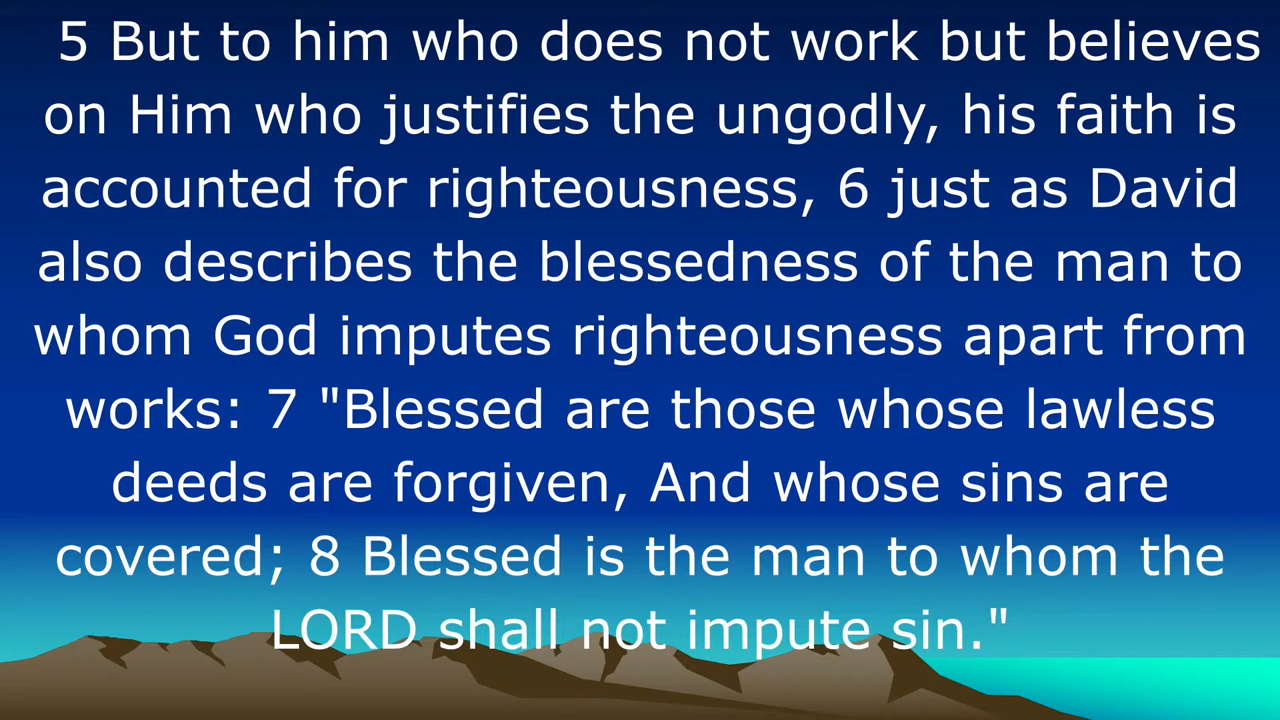 5 But to him who does not work but believes
on Him who justifies the ungodly, his faith is
accounted for righteousness, 6 just as David
also describes the blessedness of the man to
whom God imputes righteousness apart from
works: 7 "Blessed are those whose lawless
deeds are forgiven, And whose sins are
covered; 8 Blessed is the man to whom the
LORD shall not impute sin."